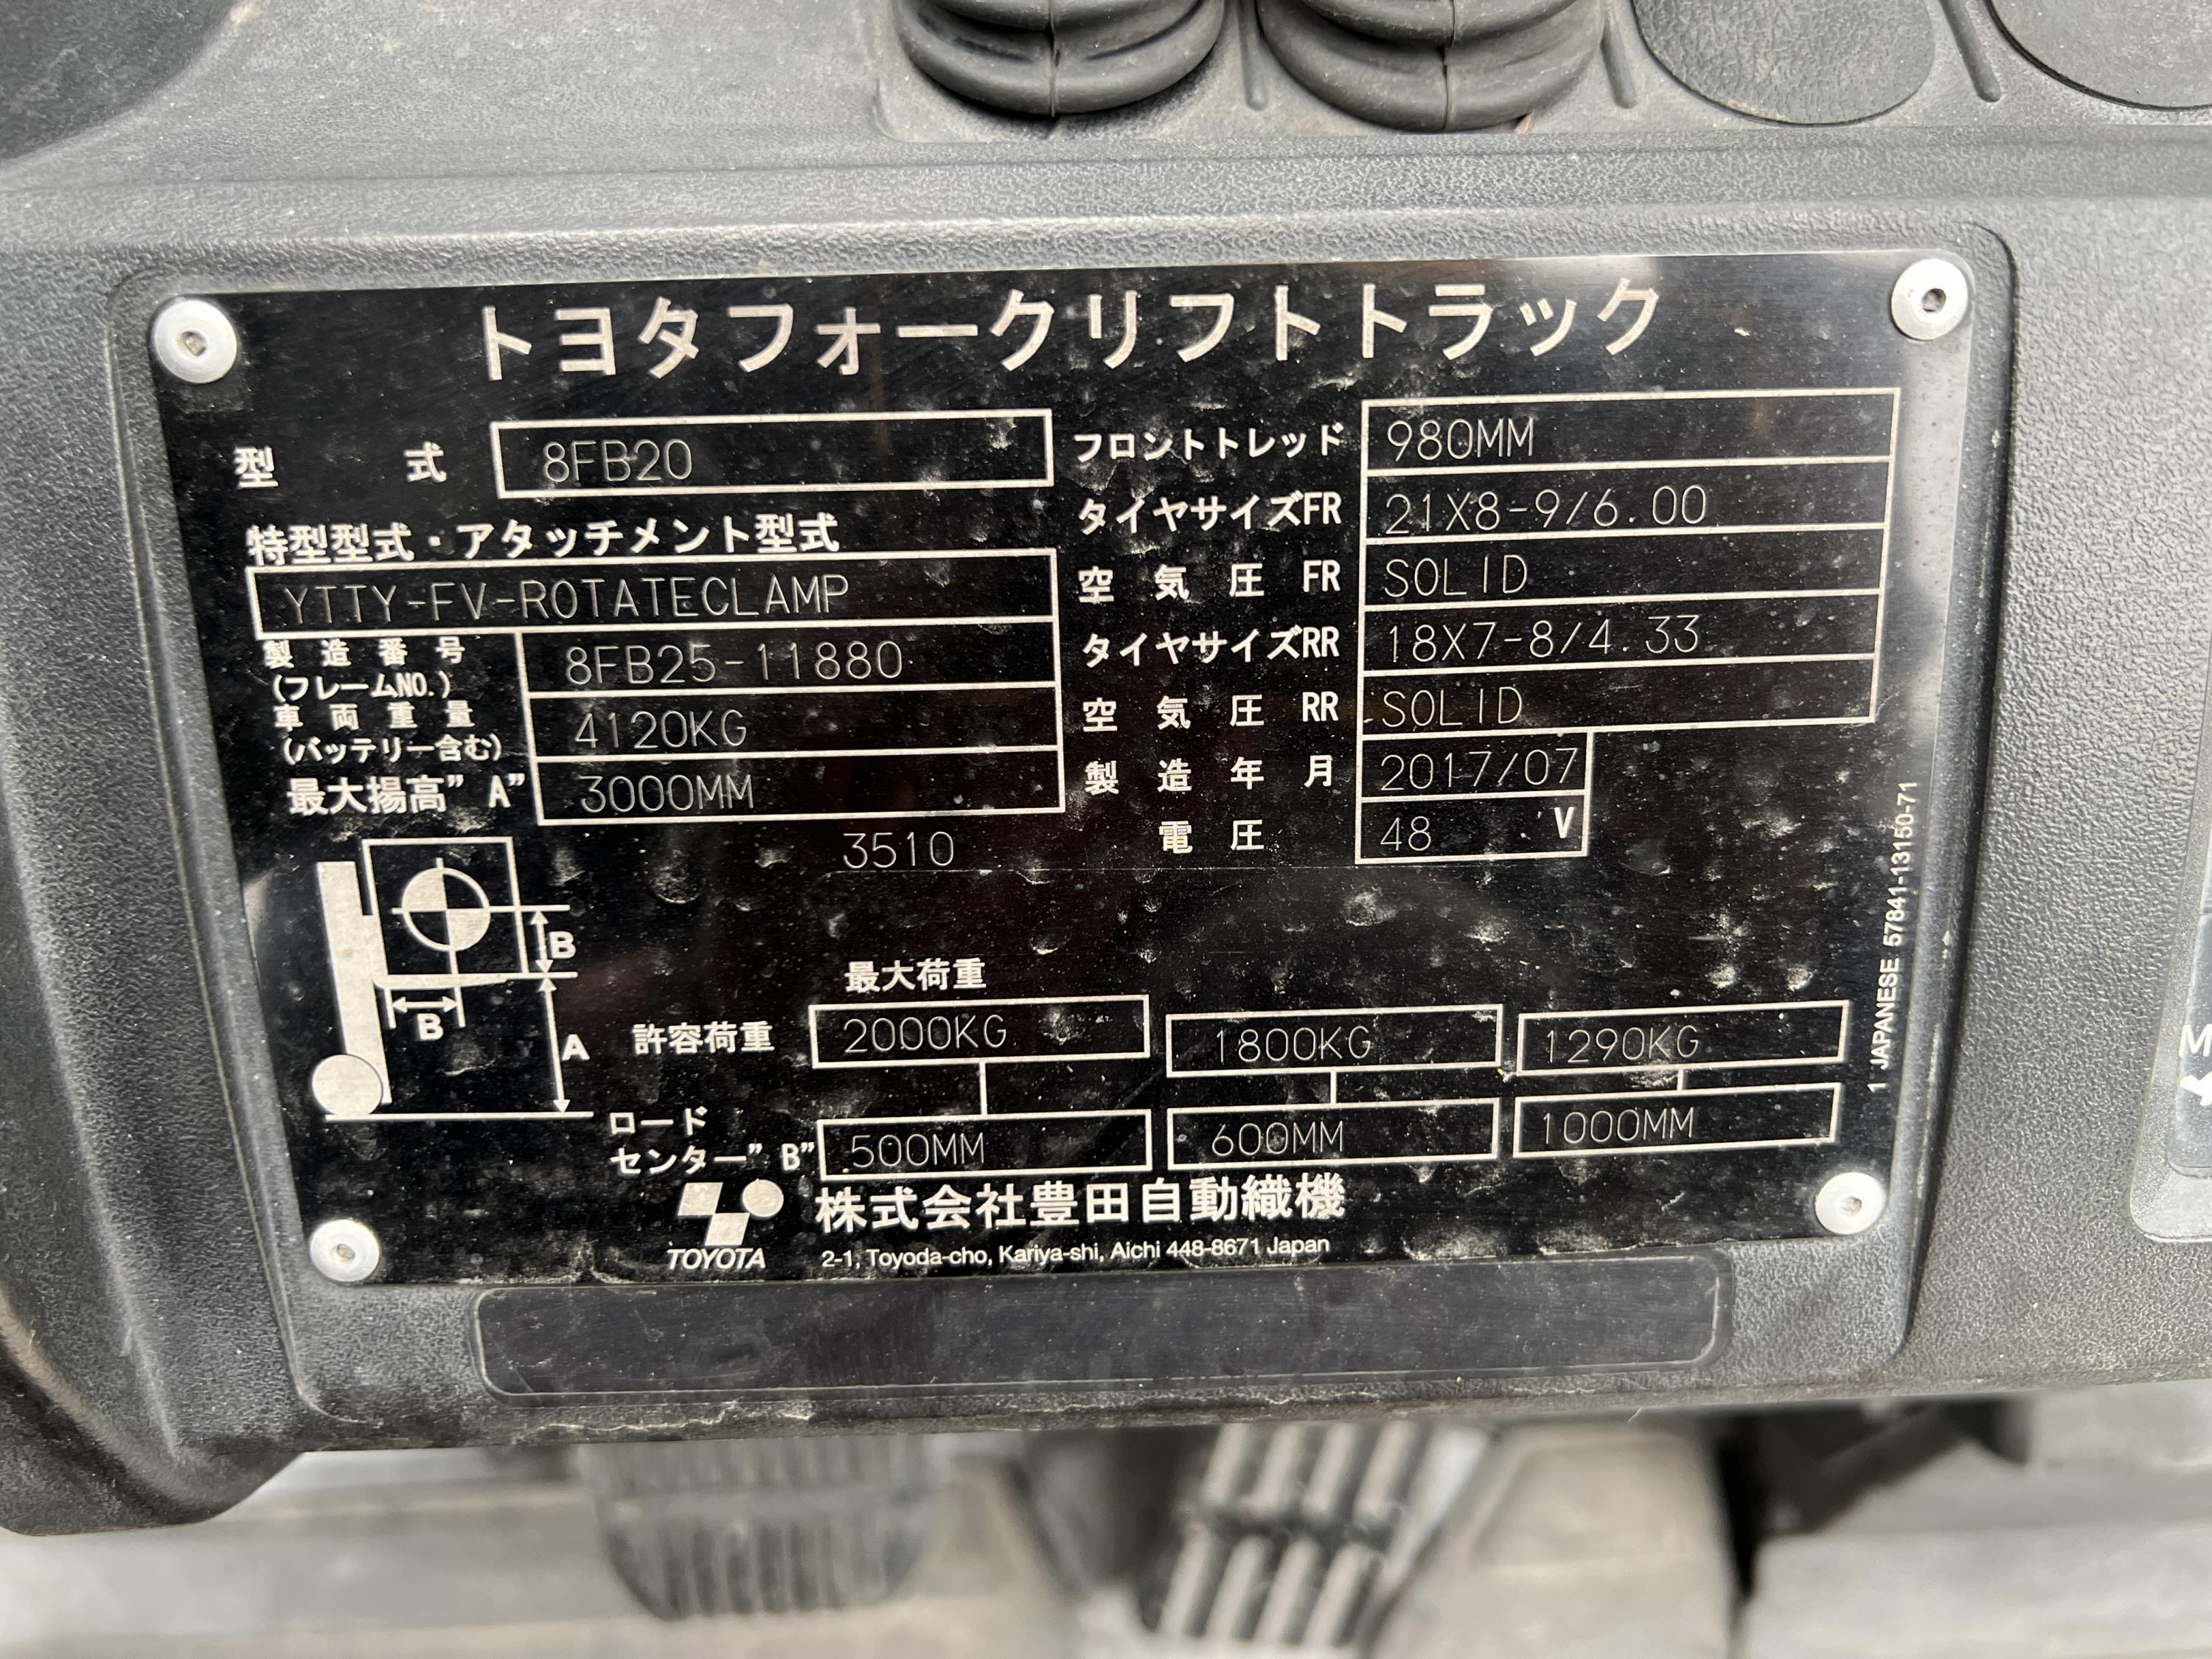 トヨタフォークリフトトラック
型 式 8FB20
特型型式・アタッチメント型式
YTTY-FV-ROTATECLAMP
製造番号 8FB25-11880
(フレームNO.)
車両重量 4120KG
(バッテリー含む)
最大揚高"A" 3000MM
3510
フロントトレッド 980MM
タイヤサイズFR 21X8-9/6.00
空気圧 FR SOLID
タイヤサイズRR 18X7-8/4.33
空気圧 RR SOLID
製造年月 2017/07
電圧 48 V
B
B
A
最大荷重
許容荷重 2000KG 1800KG 1290KG
ロード
センター"B" 500MM 600MM 1000MM
TOYOTA
株式会社豊田自動織機
2-1, Toyoda-cho, Kariya-shi, Aichi 448-8671 Japan
1 JAPANESE 57841-13150-71